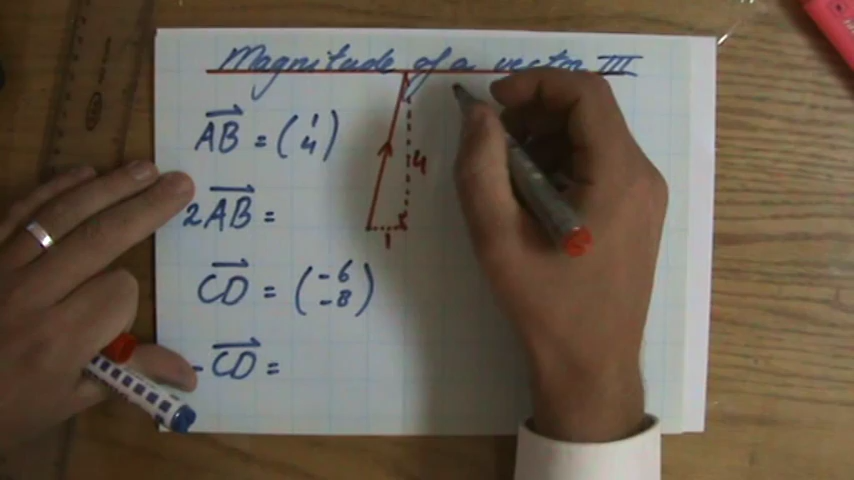 Magnitude of a vector III
AB = (1 4)
4
2AB =
1
CD = (-6 -8)
-CD =